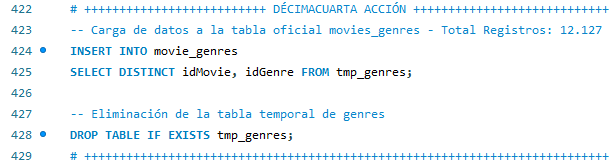 422 # ++++++++++++++++++++++++++ DÉCIMACUARTA ACCIÓN ++++++++++++++++++++++++++++
423 -- Carga de datos a la tabla oficial movies_genres - Total Registros: 12.127
424 INSERT INTO movie_genres
425 SELECT DISTINCT idMovie, idGenre FROM tmp_genres;
426
427 -- Eliminación de la tabla temporal de genres
428 DROP TABLE IF EXISTS tmp_genres;
429 # ++++++++++++++++++++++++++++++++++++++++++++++++++++++++++++++++++++++++++++